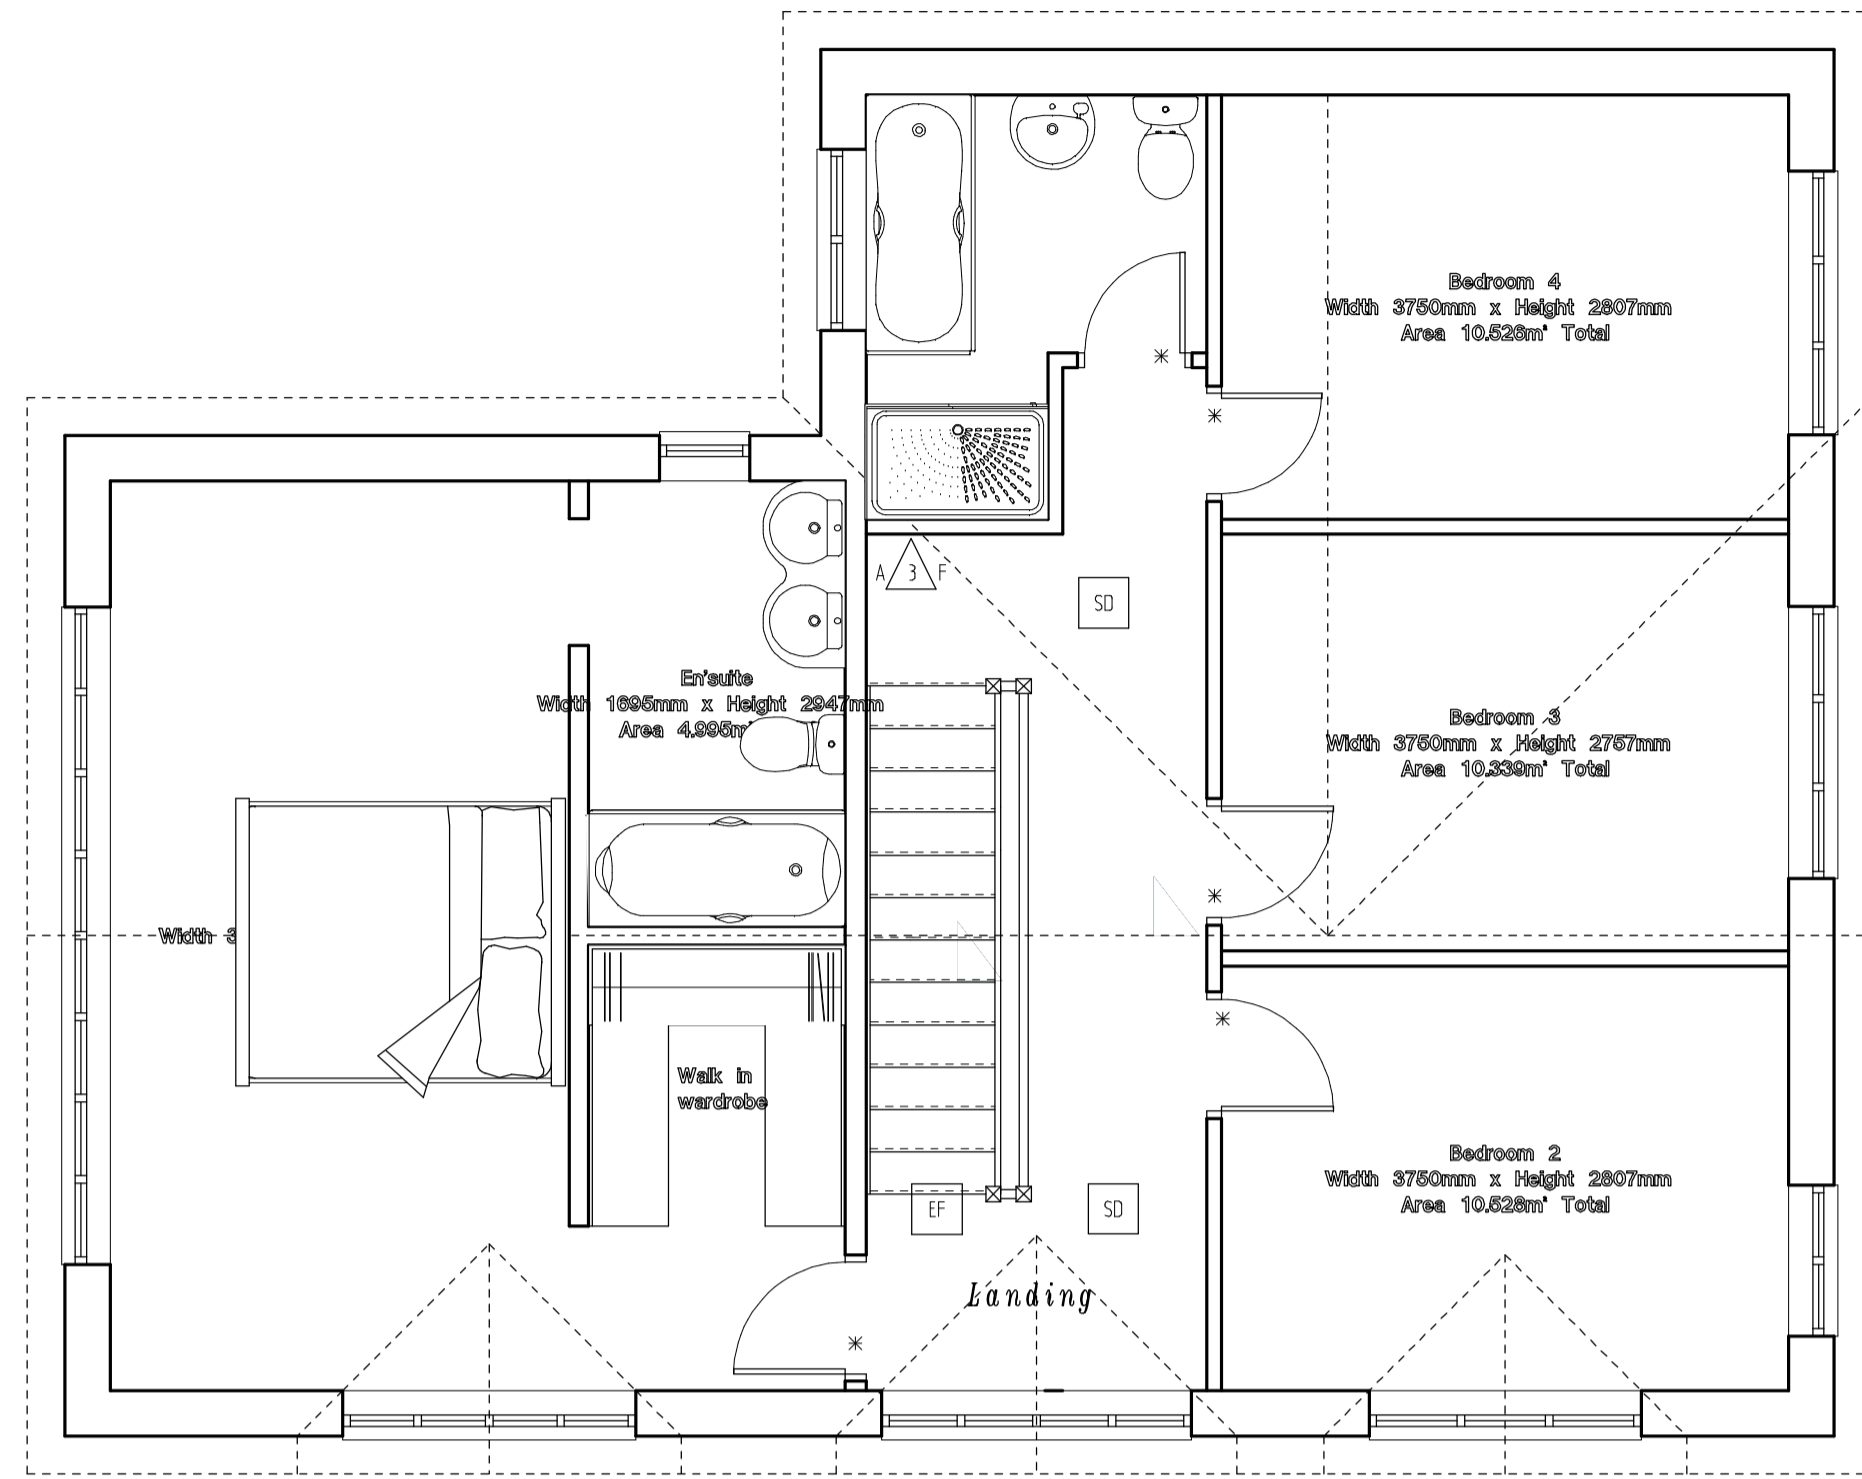 Bedroom 4
Width 3750mm x Height 2807mm
Area 10.526m² Total
A 3 F
SD
En'suite
Width 1695mm x Height 2947mm
Area 4.995m²
Bedroom 3
Width 3750mm x Height 2757mm
Area 10.339m² Total
Width 3
Walk in
wardrobe
Bedroom 2
Width 3750mm x Height 2807mm
Area 10.528m² Total
EF
SD
Landing